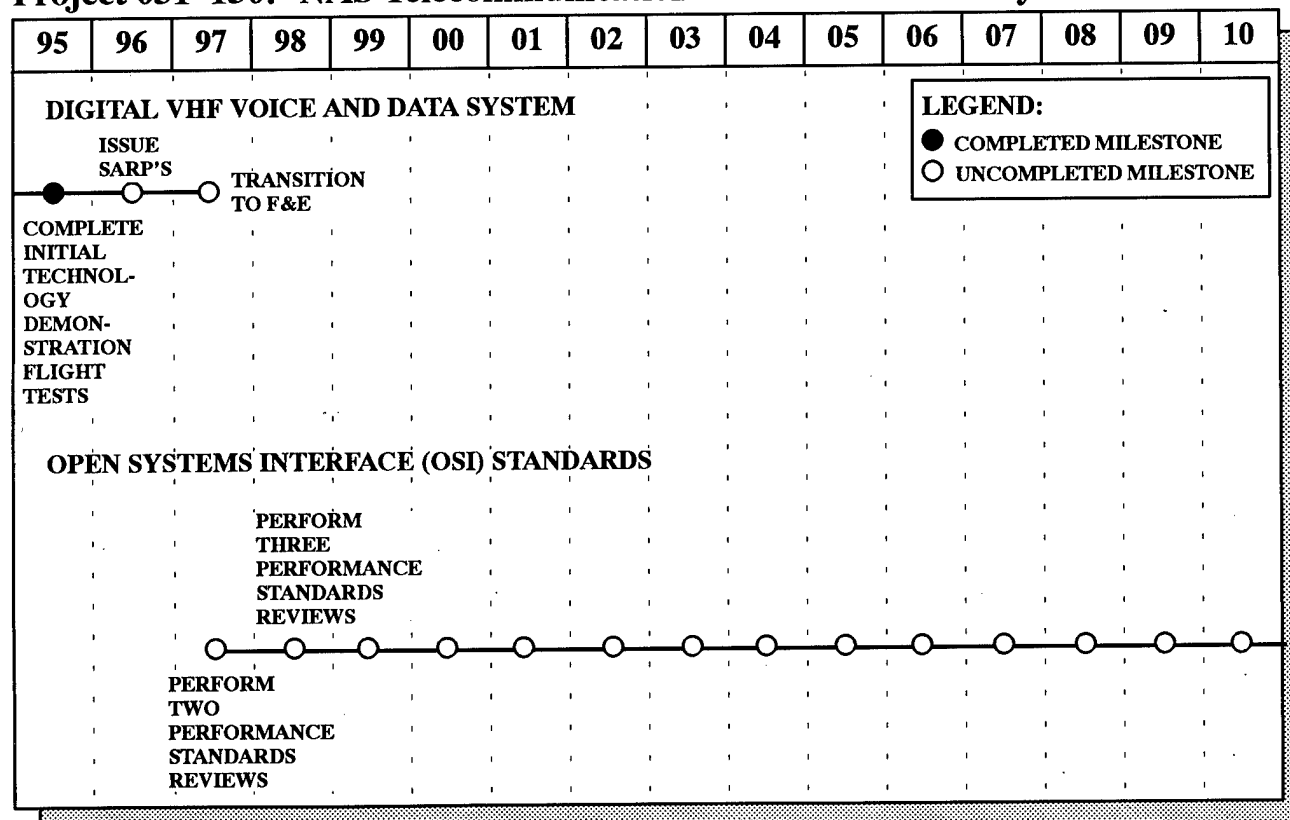 95 96 97 98 99 00 01 02 03 04 05 06 07 08 09 10
DIGITAL VHF VOICE AND DATA SYSTEM
LEGEND:
COMPLETED MILESTONE
UNCOMPLETED MILESTONE
ISSUE
SARP'S
TRANSITION
TO F&E
COMPLETE
INITIAL
TECHNOL-
OGY
DEMON-
STRATION
FLIGHT
TESTS
OPEN SYSTEMS INTERFACE (OSI) STANDARDS
PERFORM
THREE
PERFORMANCE
STANDARDS
REVIEWS
PERFORM
TWO
PERFORMANCE
STANDARDS
REVIEWS